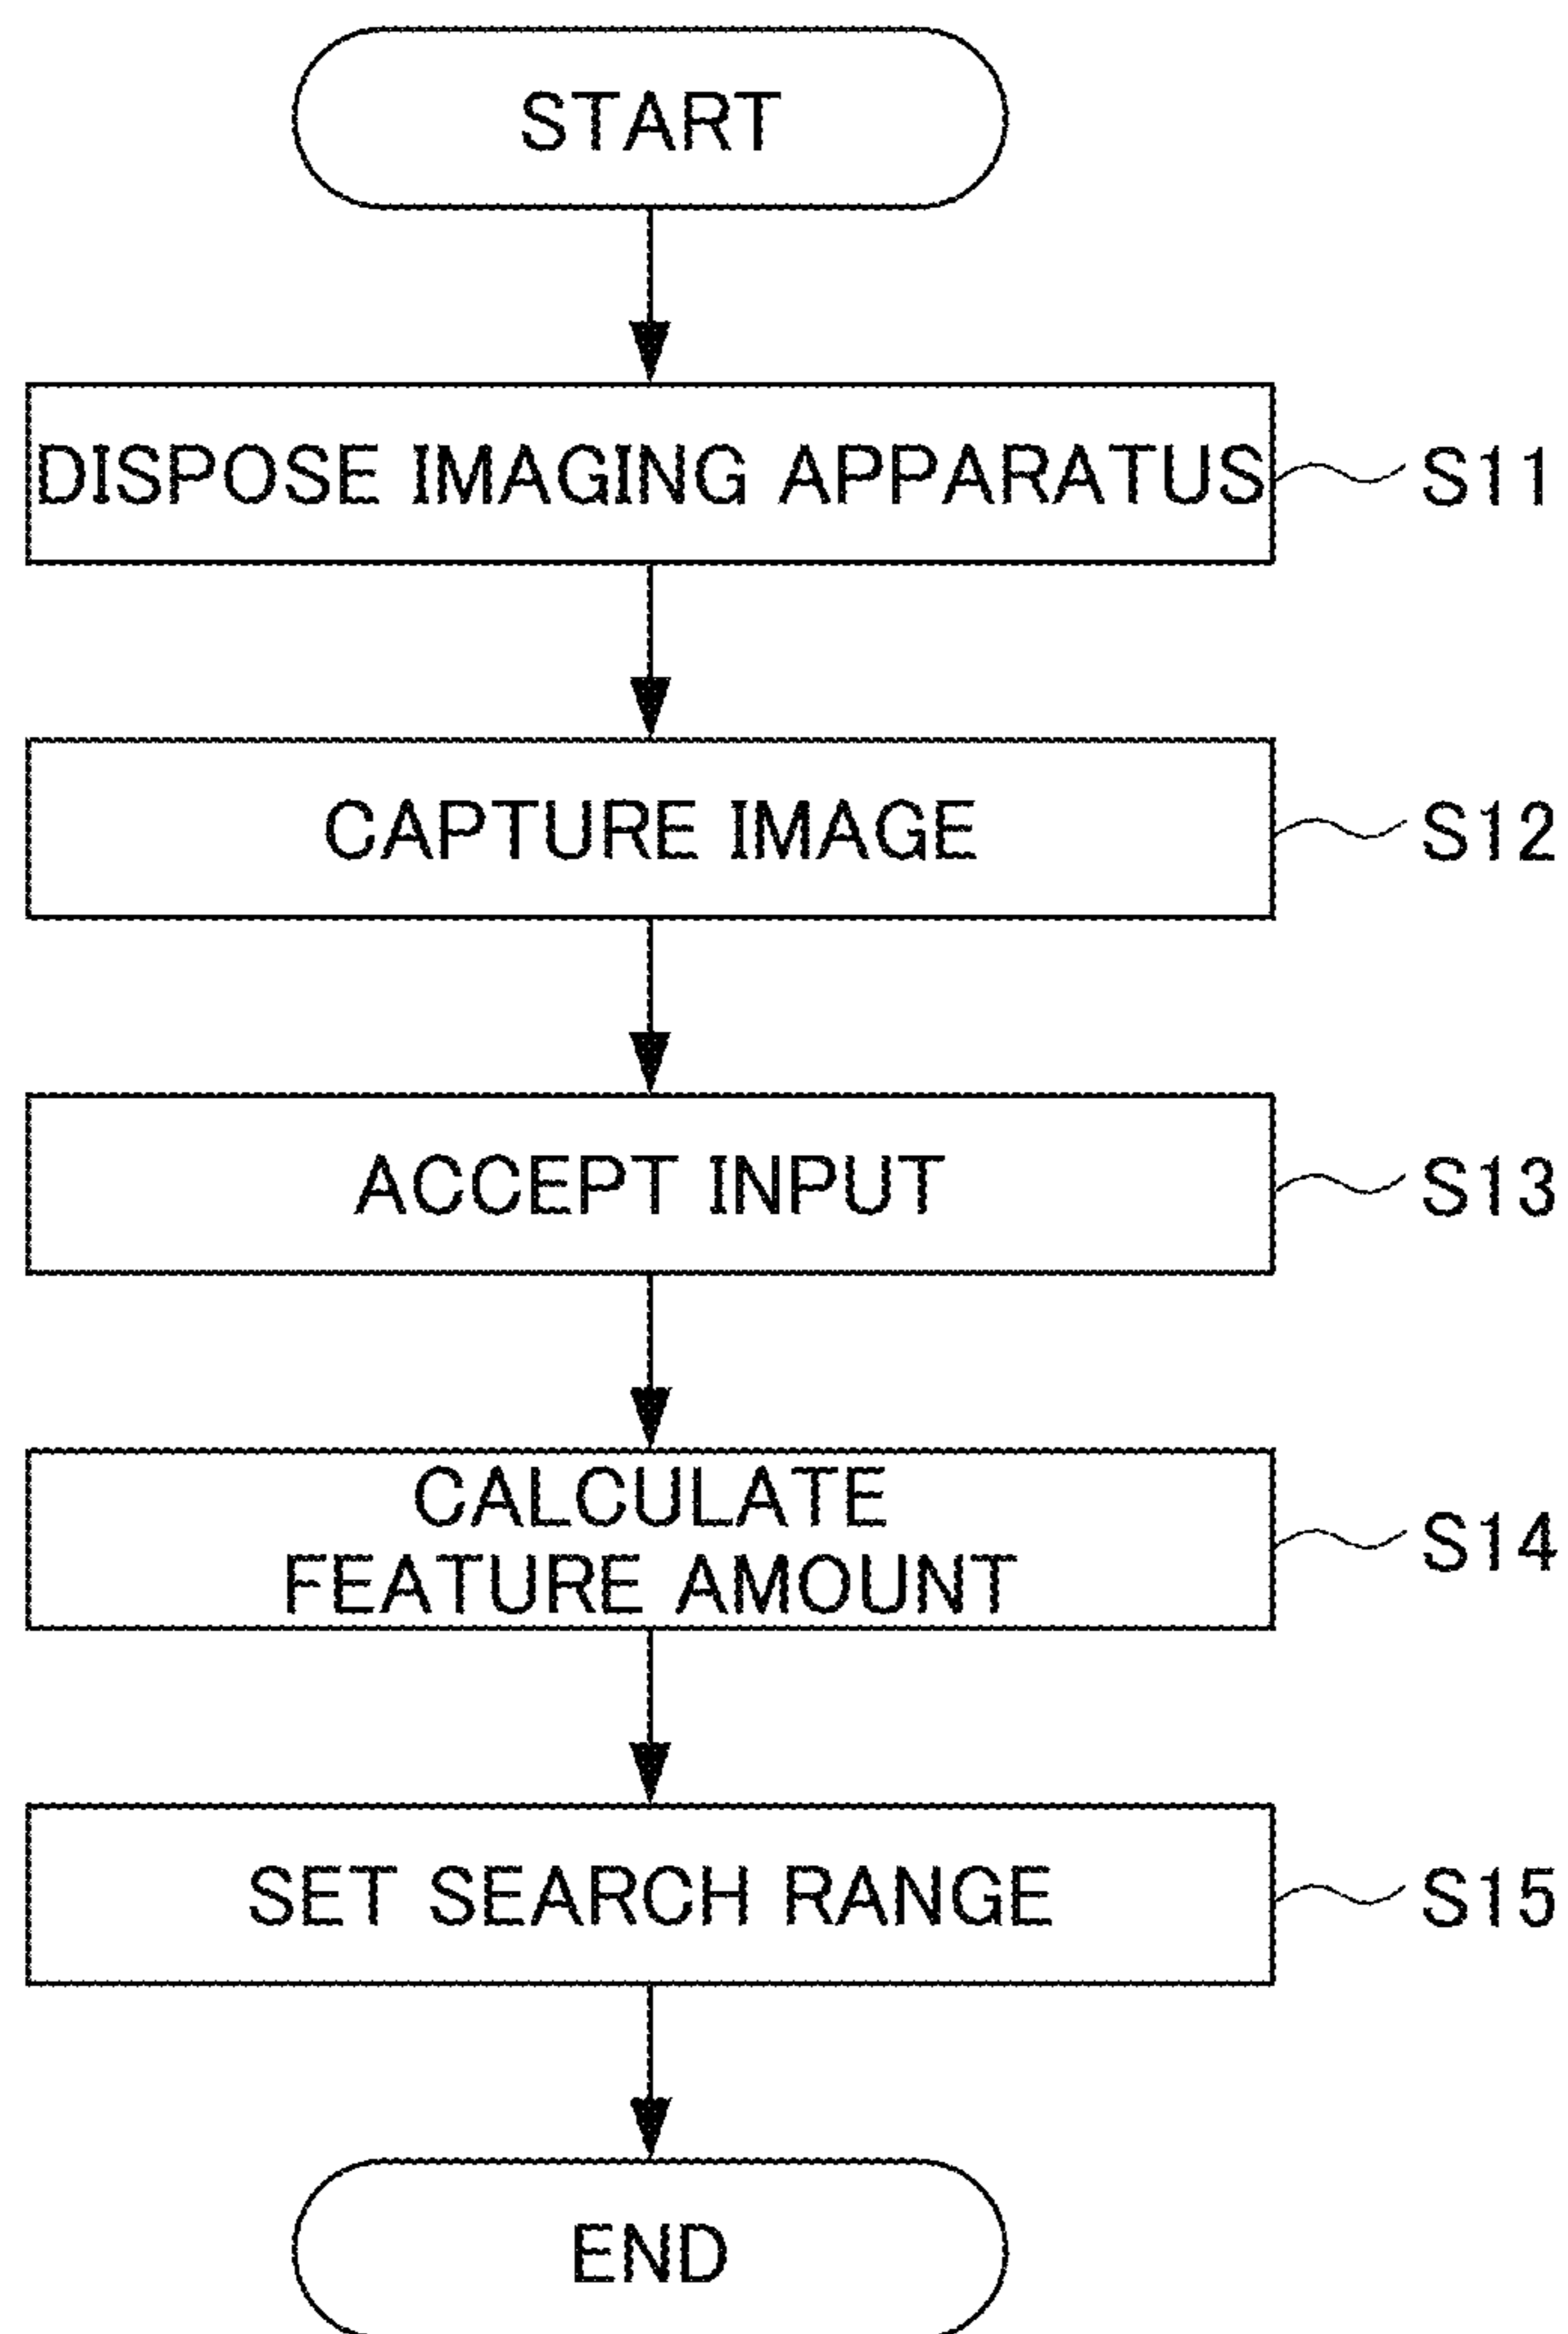 START
DISPOSE IMAGING APPARATUS
S11
CAPTURE IMAGE
S12
ACCEPT INPUT
S13
CALCULATE
FEATURE AMOUNT
S14
SET SEARCH RANGE
S15
END